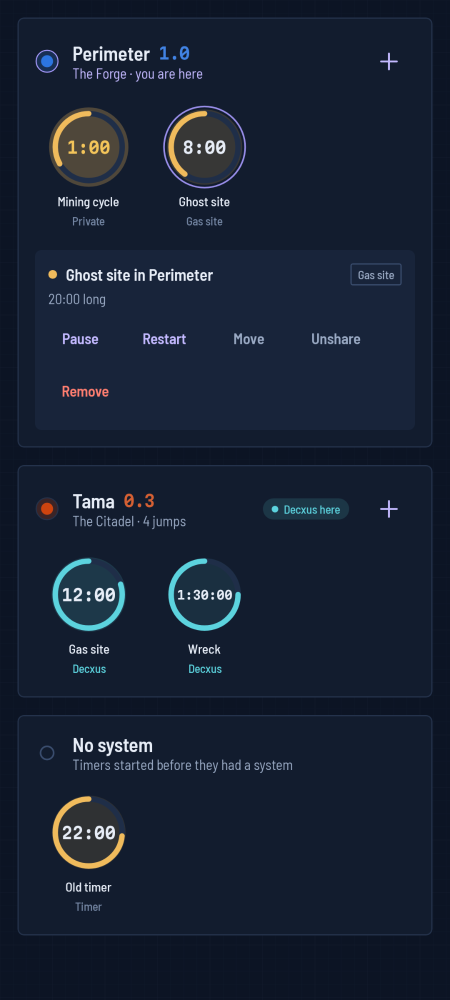 Perimeter 1.0
The Forge · you are here
1:00
8:00
Mining cycle
Ghost site
Private
Gas site
Ghost site in Perimeter
Gas site
20:00 long
Pause
Restart
Move
Unshare
Remove
Tama 0.3
Decxus here
The Citadel · 4 jumps
12:00
1:30:00
Gas site
Wreck
Decxus
Decxus
No system
Timers started before they had a system
22:00
Old timer
Timer